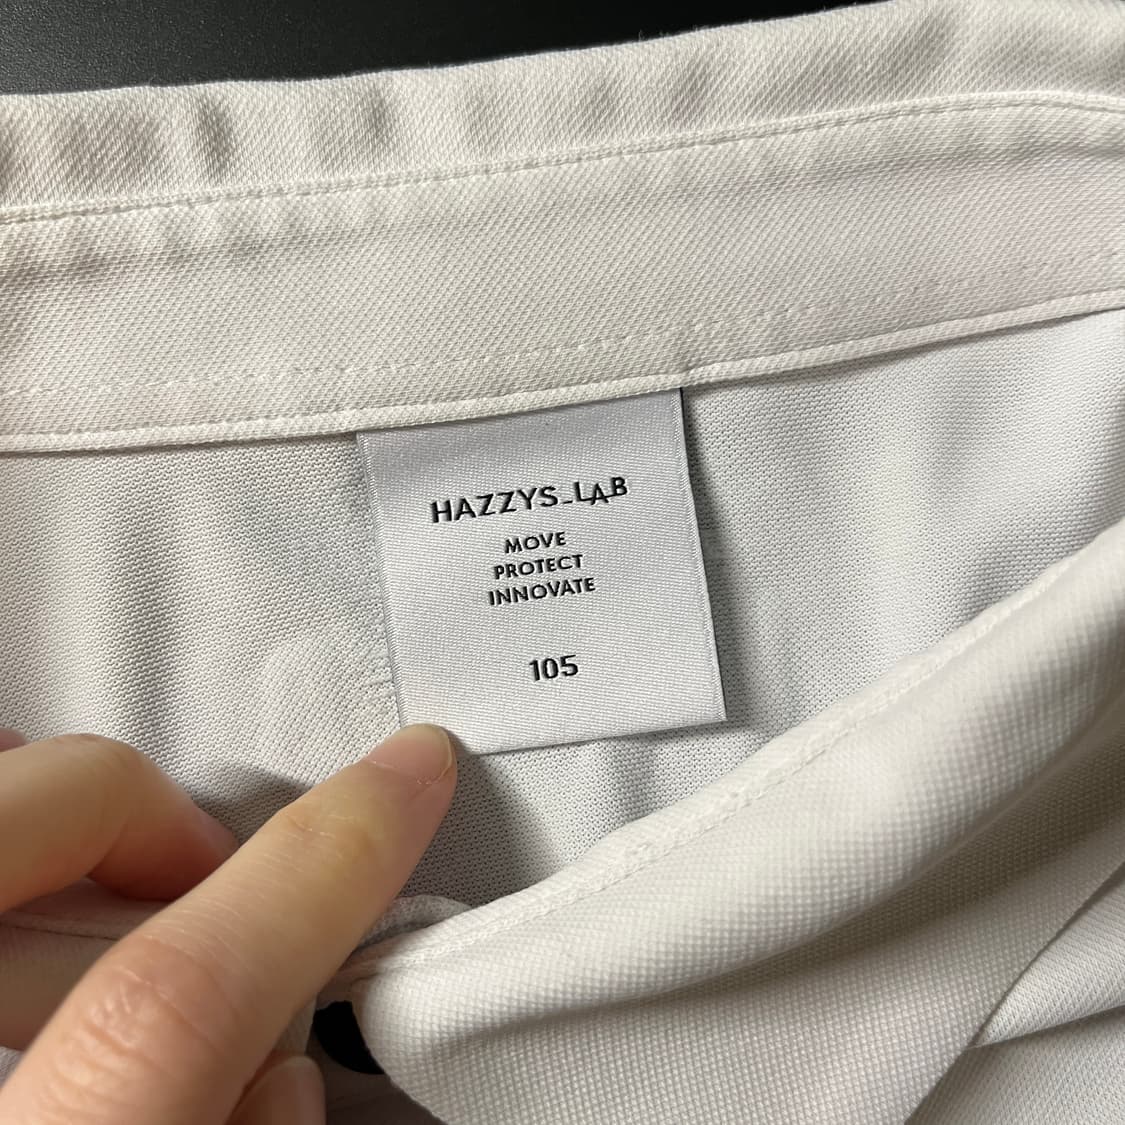 HAZZYS_LAB
MOVE
PROTECT
INNOVATE
105